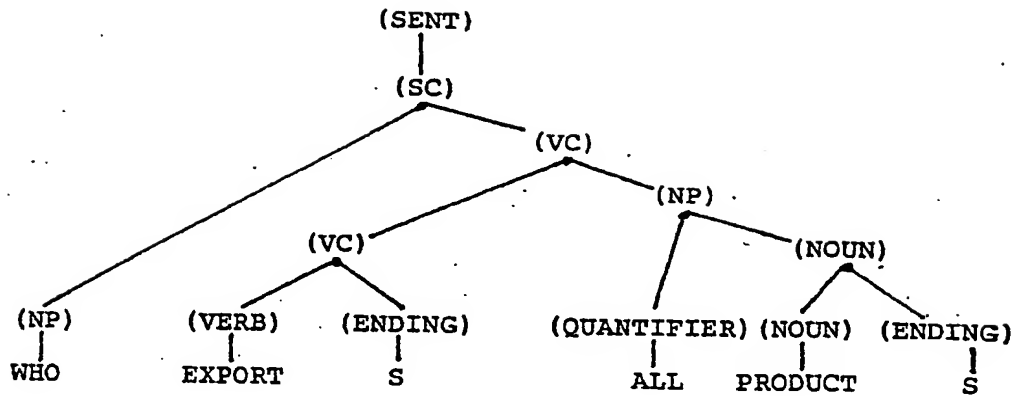 (SENT)
(SC)
(VC)
(NP)
(VC) (NOUN)
(NP) (VERB) (ENDING) (QUANTIFIER) (NOUN) (ENDING)
WHO EXPORT S ALL PRODUCT S